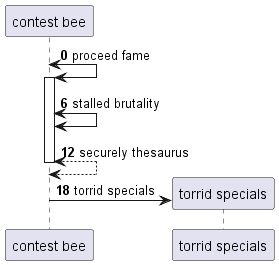 contest bee
0 proceed fame
6 stalled brutality
12 securely thesaurus
18 torrid specials
torrid specials
contest bee
torrid specials